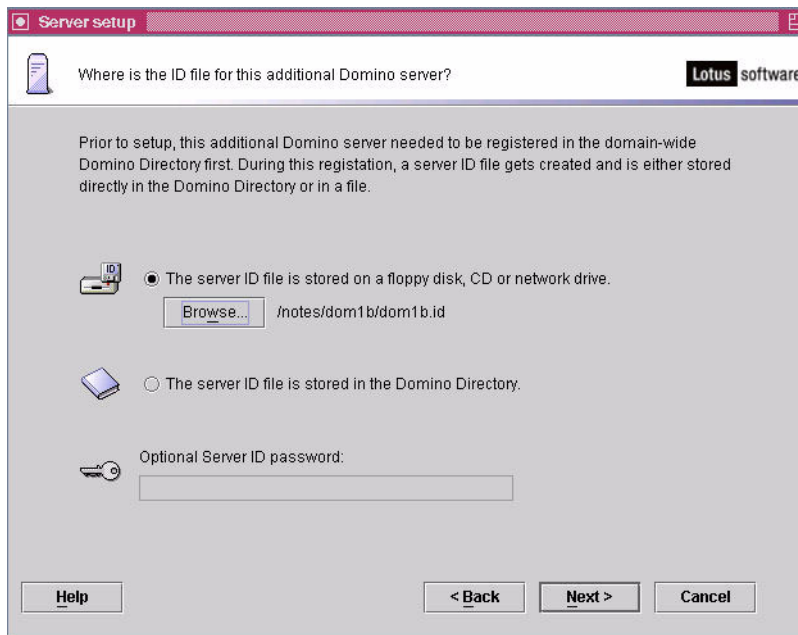 Server setup
Where is the ID file for this additional Domino server?
Lotus software
Prior to setup, this additional Domino server needed to be registered in the domain-wide
Domino Directory first. During this registation, a server ID file gets created and is either stored
directly in the Domino Directory or in a file.
ID
The server ID file is stored on a floppy disk, CD or network drive.
Browse... /notes/dom1b/dom1b.id
The server ID file is stored in the Domino Directory.
Optional Server ID password:
Help < Back Next > Cancel